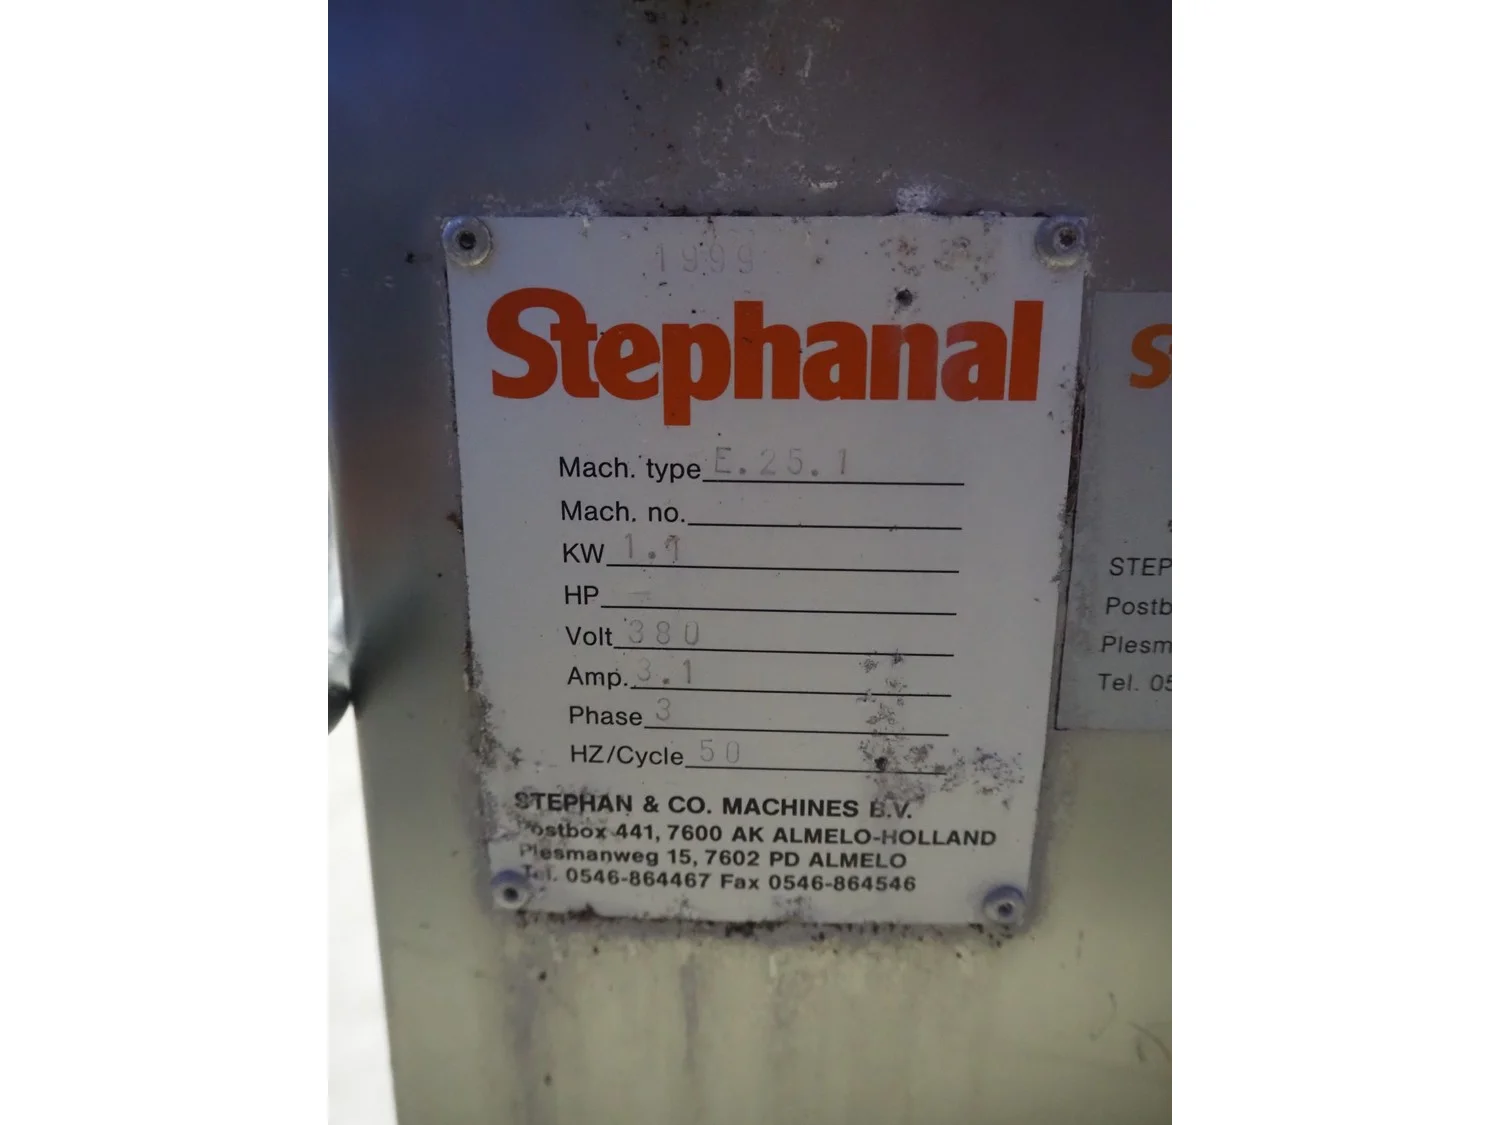 1999
Stephanal
Mach. type E.25.1
Mach. no.
KW 1.1
HP
Volt 380
Amp. 3.1
Phase 3
HZ/Cycle 50
STEPHAN & CO. MACHINES B.V.
Postbox 441, 7600 AK ALMELO-HOLLAND
Plesmanweg 15, 7602 PD ALMELO
Tel. 0546-864467 Fax 0546-864546
S
STEP
Postb
Plesm
Tel. 05